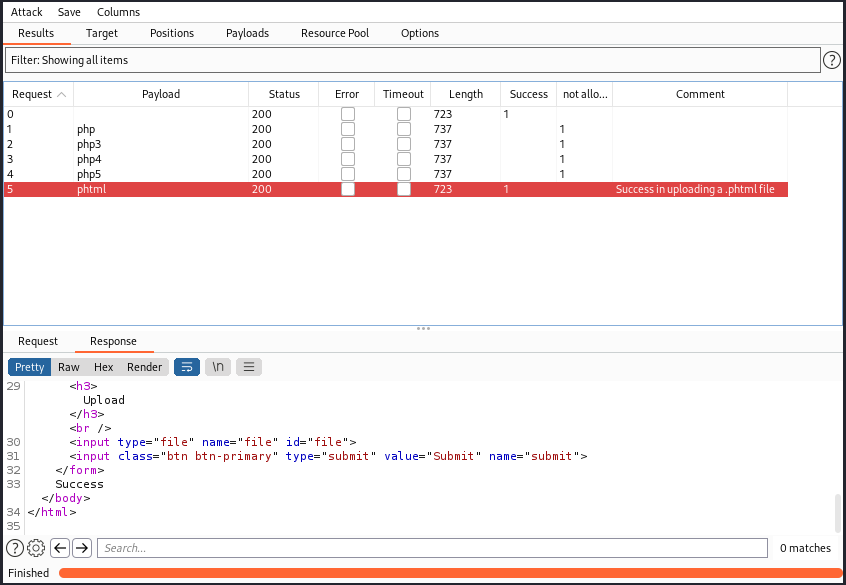 Attack Save Columns
Results Target Positions Payloads Resource Pool Options
Filter: Showing all items
?
Request Payload Status Error Timeout Length Success not allo... Comment
0 200 723 1
1 php 200 737 1
2 php3 200 737 1
3 php4 200 737 1
4 php5 200 737 1
5 phtml 200 723 1 Success in uploading a .phtml file
Request Response
Pretty Raw Hex Render \n
29 <h3>
Upload
</h3>
<br />
30 <input type="file" name="file" id="file">
31 <input class="btn btn-primary" type="submit" value="Submit" name="submit">
32 </form>
33 Success
</body>
34 </html>
35
? Search... 0 matches
Finished